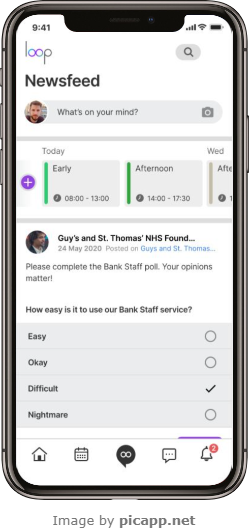 9:41
loop
Newsfeed
What's on your mind?
Today Wed
Early Afternoon
08:00 - 13:00 14:00 - 17:30
Guy's and St. Thomas' NHS Found...
24 May 2020 Posted on Guys and St. Thomas...
Please complete the Bank Staff poll. Your opinions
matter!
How easy is it to use our Bank Staff service?
Easy
Okay
Difficult
Nightmare
2
Image by picapp.net